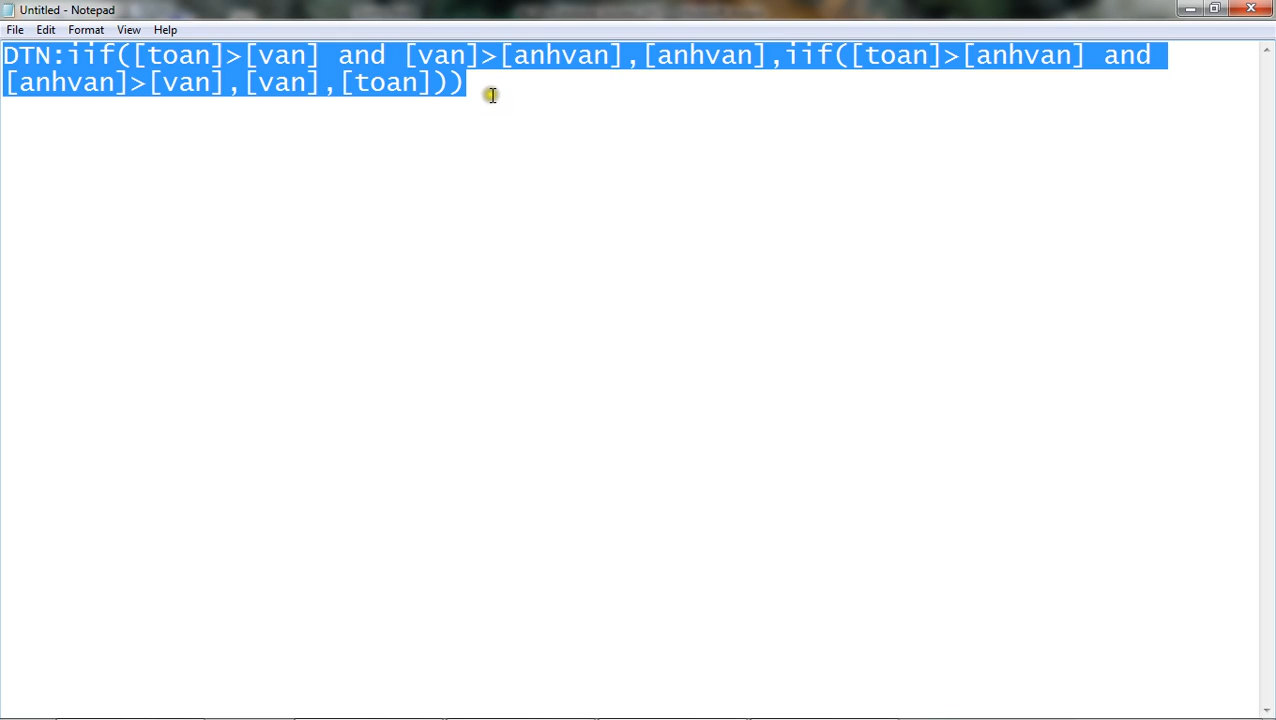 Untitled - Notepad
File Edit Format View Help
DTN:iif([toan]>[van] and [van]>[anhvan],[anhvan],iif([toan]>[anhvan] and
[anhvan]>[van],[van],[toan]))